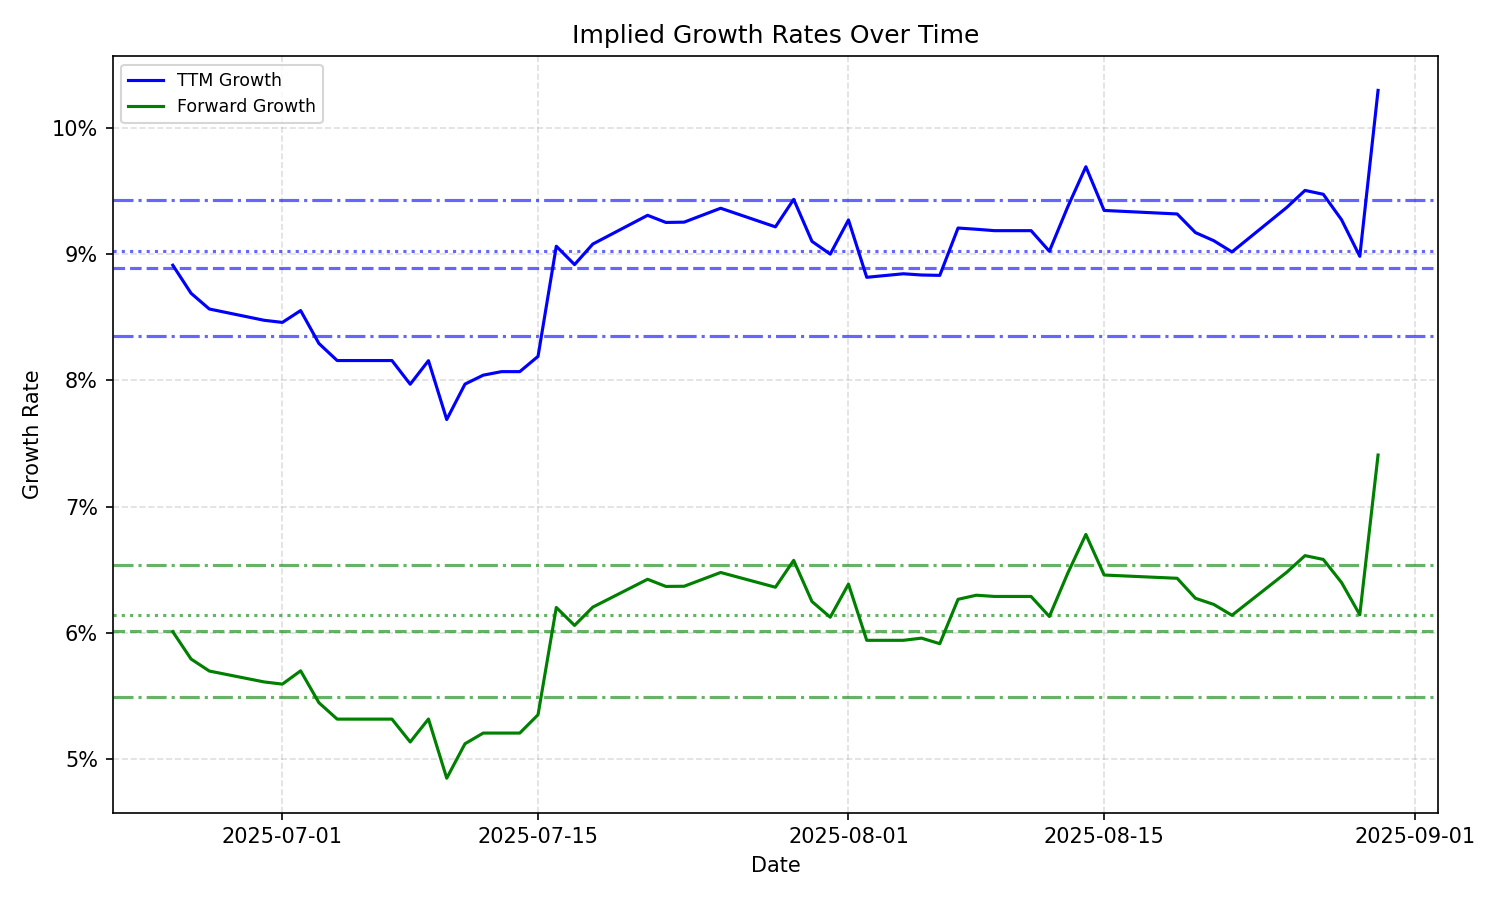 Implied Growth Rates Over Time
TTM Growth
Forward Growth
10%
9%
8%
7%
6%
5%
Growth Rate
2025-07-01
2025-07-15
2025-08-01
2025-08-15
2025-09-01
Date